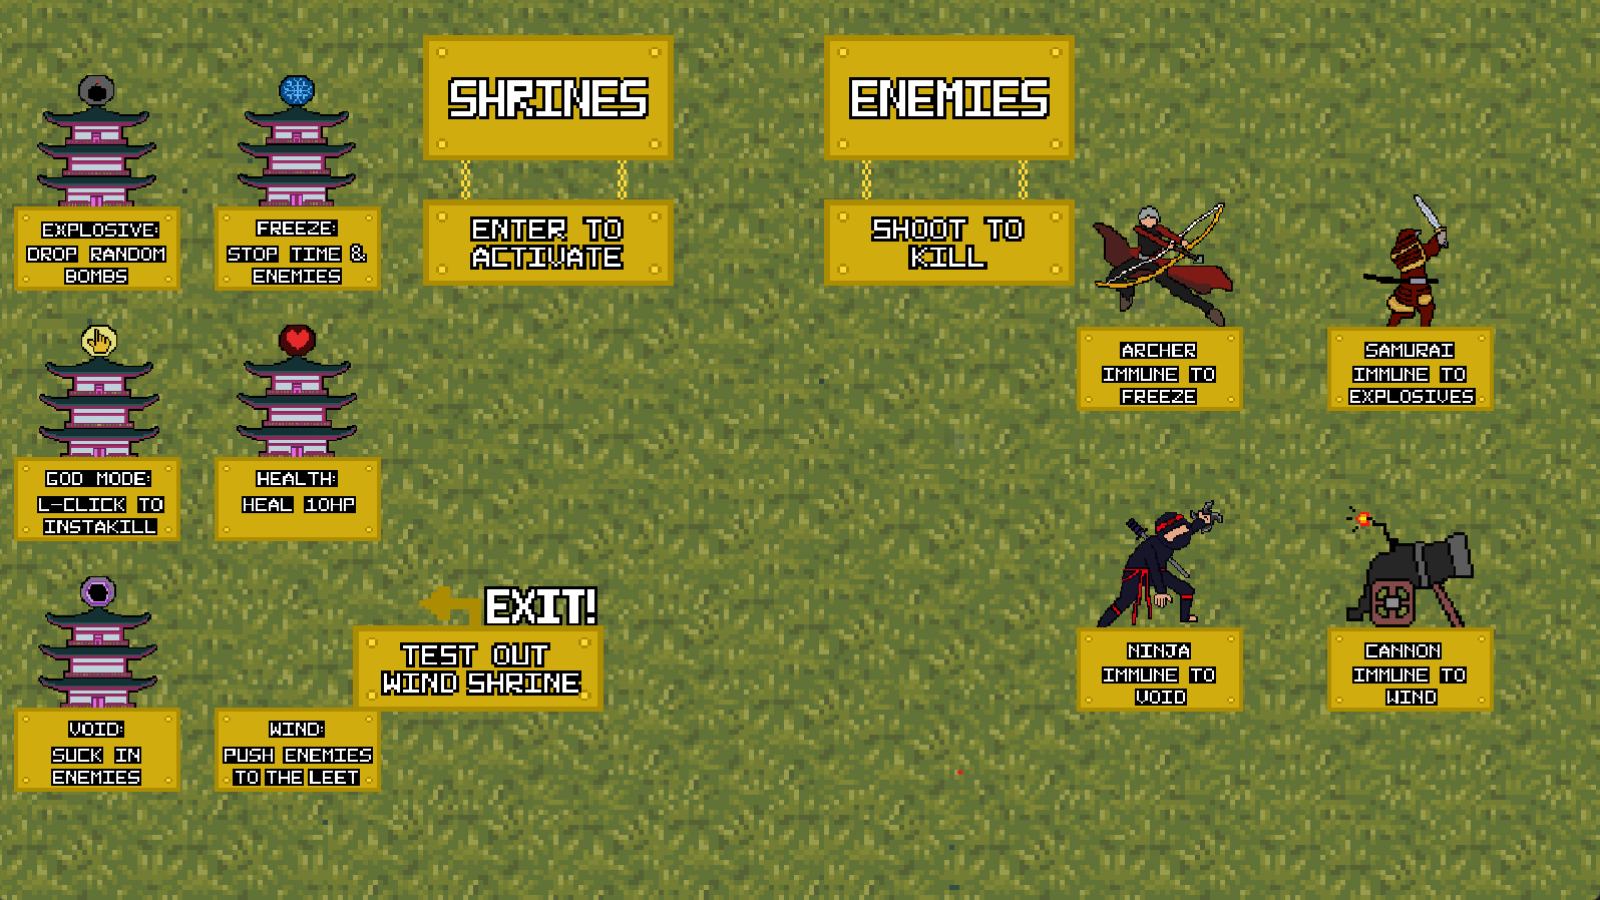 SHRINES
ENTER TO
ACTIVATE
ENEMIES
SHOOT TO
KILL
EXPLOSIVE:
DROP RANDOM
BOMBS
FREEZE:
STOP TIME &
ENEMIES
GOD MODE:
L-CLICK TO
INSTAKILL
HEALTH:
HEAL 10HP
VOID:
SUCK IN
ENEMIES
WIND:
PUSH ENEMIES
TO THE LEET
EXIT!
TEST OUT
WIND SHRINE
ARCHER
IMMUNE TO
FREEZE
SAMURAI
IMMUNE TO
EXPLOSIVES
NINJA
IMMUNE TO
VOID
CANNON
IMMUNE TO
WIND